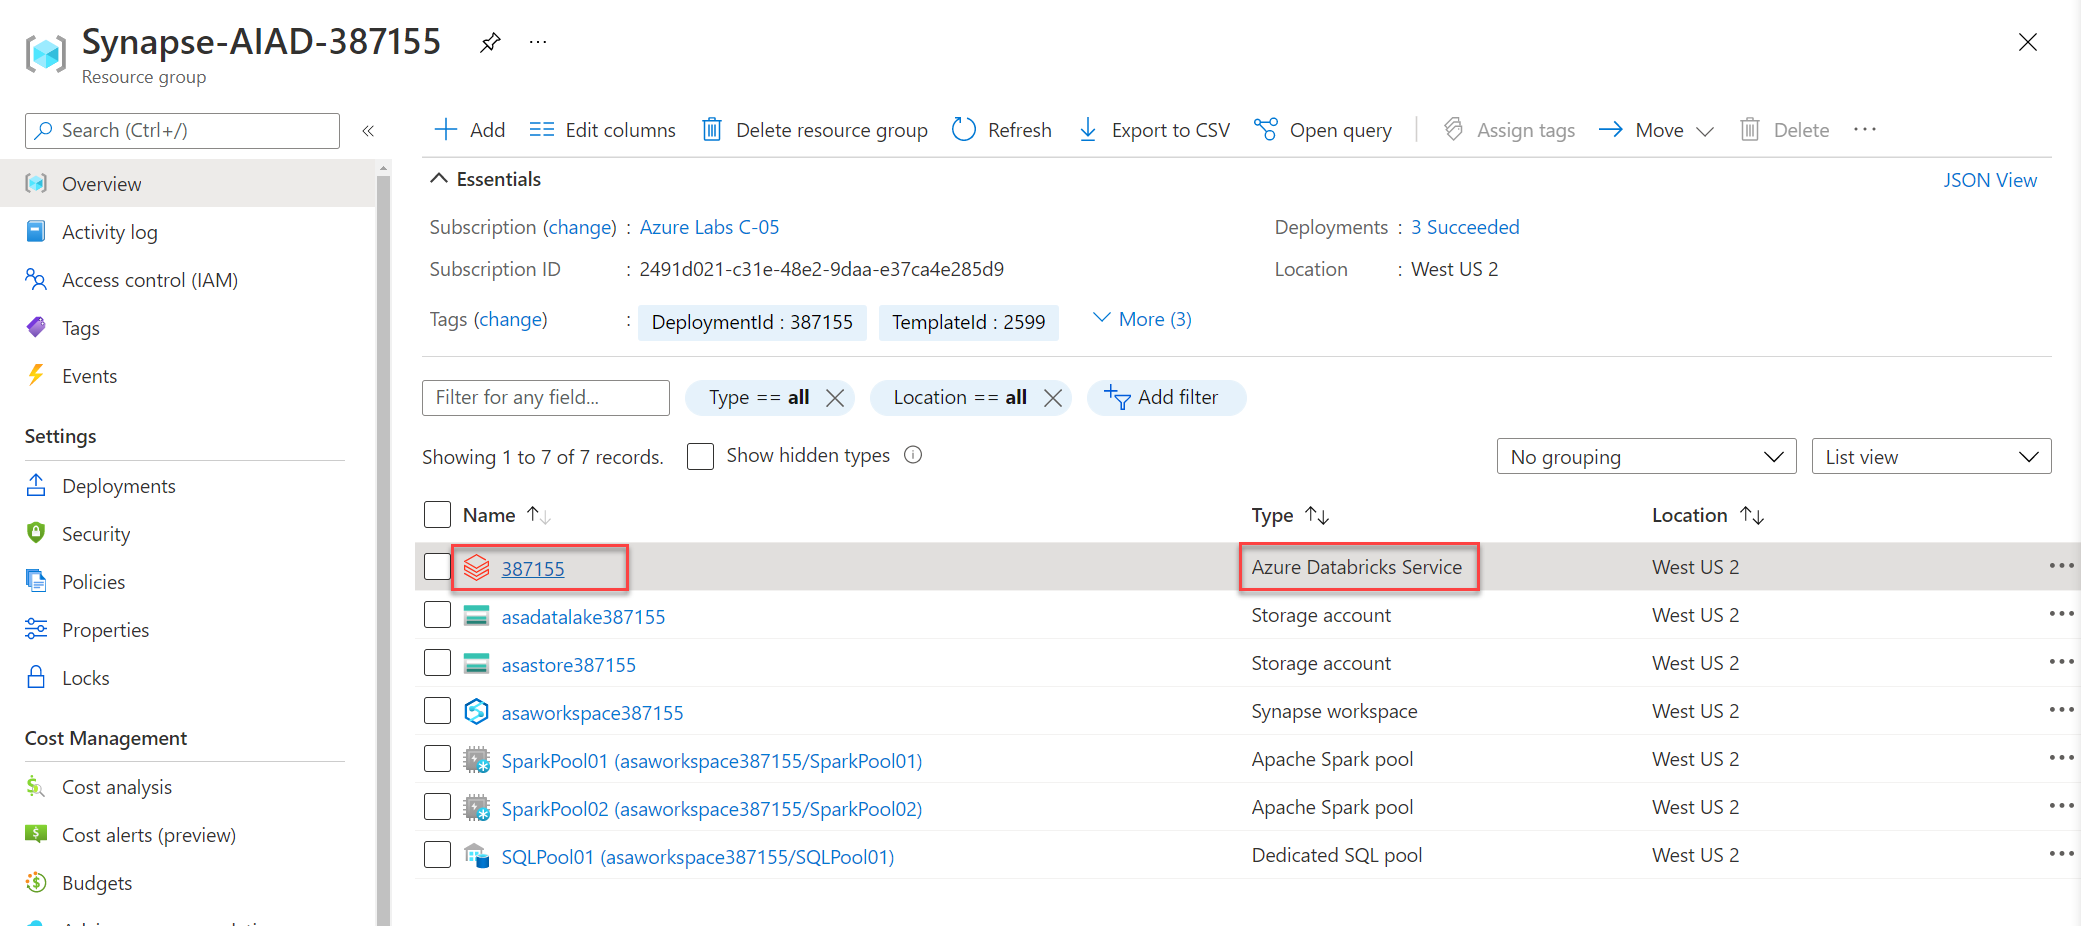 Synapse-AIAD-387155
Resource group
Search (Ctrl+/)
«
Add
Edit columns
Delete resource group
Refresh
Export to CSV
Open query
Assign tags
Move
Delete
Overview
Activity log
Access control (IAM)
Tags
Events
Settings
Deployments
Security
Policies
Properties
Locks
Cost Management
Cost analysis
Cost alerts (preview)
Budgets
Essentials
JSON View
Subscription (change) : Azure Labs C-05
Deployments : 3 Succeeded
Subscription ID : 2491d021-c31e-48e2-9daa-e37ca4e285d9
Location : West US 2
Tags (change) : DeploymentId : 387155 TemplateId : 2599 More (3)
Filter for any field... Type == all Location == all Add filter
Showing 1 to 7 of 7 records. Show hidden types No grouping List view
Name Type Location
387155 Azure Databricks Service West US 2
asadatalake387155 Storage account West US 2
asastore387155 Storage account West US 2
asaworkspace387155 Synapse workspace West US 2
SparkPool01 (asaworkspace387155/SparkPool01) Apache Spark pool West US 2
SparkPool02 (asaworkspace387155/SparkPool02) Apache Spark pool West US 2
SQLPool01 (asaworkspace387155/SQLPool01) Dedicated SQL pool West US 2